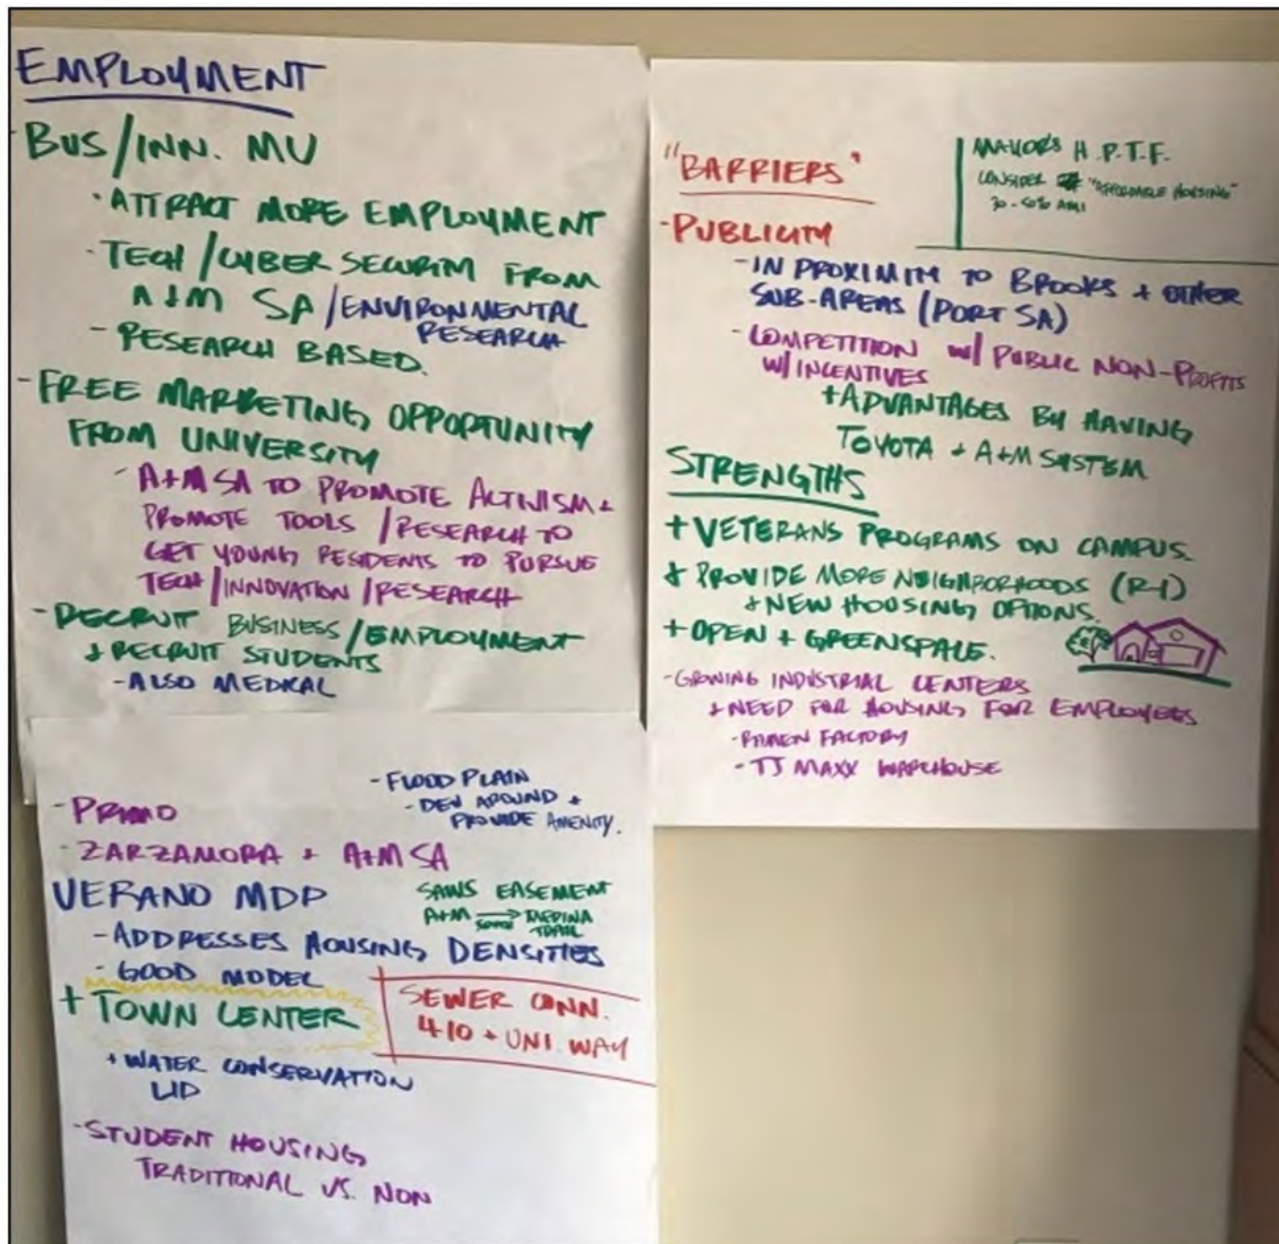 EMPLOYMENT
BUS/INN. MU
· ATTRACT MORE EMPLOYMENT
- TECH/CYBER SECURITY FROM
A+M SA/ENVIRONMENTAL
RESEARCH
- RESEARCH BASED.
- FREE MARKETING OPPORTUNITY
FROM UNIVERSITY
- A+M SA TO PROMOTE ACTIVISM +
PROMOTE TOOLS/RESEARCH TO
GET YOUNG RESIDENTS TO PURSUE
TECH/INNOVATION/RESEARCH
- RECRUIT BUSINESS/EMPLOYMENT
+ RECRUIT STUDENTS
- ALSO MEDICAL
MAYOR'S H.P.T.F.
CONSIDER "AFFORDABLE HOUSING"
AMI
"BARRIERS"
- PUBLICITY
- IN PROXIMITY TO BROOKS + OTHER
SUB-AREAS (PORT SA)
- COMPETITION W/ PUBLIC NON-PROFITS
W/ INCENTIVES
+ ADVANTAGES BY HAVING
TOYOTA + A+M SYSTEM
STRENGTHS
+ VETERANS PROGRAMS ON CAMPUS.
+ PROVIDE MORE NEIGHBORHOODS (R-1)
+ NEW HOUSING OPTIONS.
+ OPEN + GREENSPACE.
- GROWING INDUSTRIAL CENTERS
+ NEED FOR HOUSING FOR EMPLOYEES
- RAMEN FACTORY
- TJ MAXX WAREHOUSE
- FLOOD PLAIN
- DEV AROUND +
PROVIDE AMENITY.
- PRIMO
- ZARZAMORA + A+M SA
VERANO MDP
SAWS EASEMENT
A+M → MEDINA
TRAIL
- ADDRESSES HOUSING DENSITIES
- GOOD MODEL
+ TOWN CENTER
SEWER CONN.
410 + UNI. WAY
+ WATER CONSERVATION
LID
- STUDENT HOUSING
TRADITIONAL VS. NON